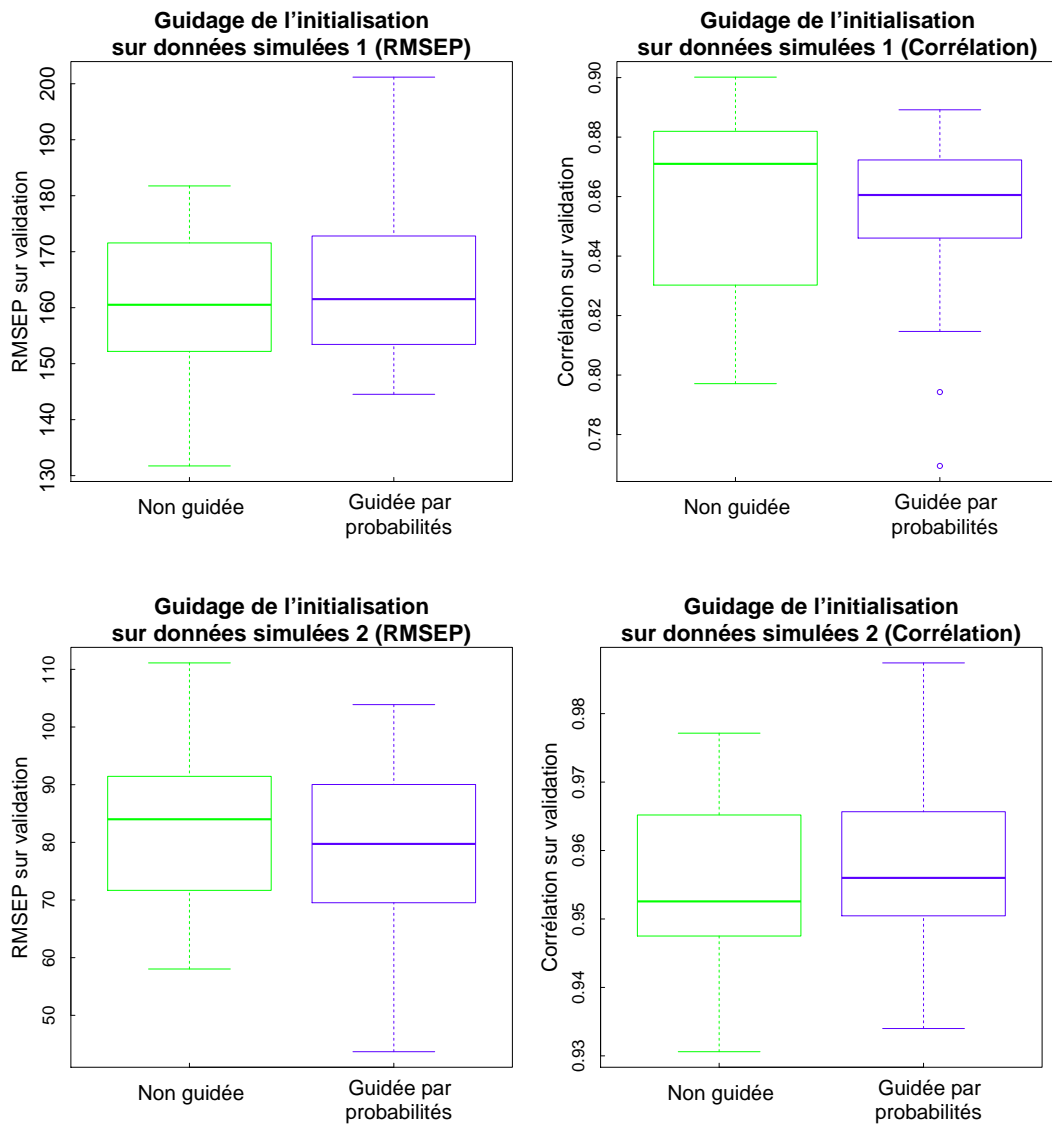 Guidage de l’initialisation
sur données simulées 1 (RMSEP)
RMSEP sur validation
200
190
180
170
160
150
140
130
Non guidée
Guidée par
probabilités
Guidage de l’initialisation
sur données simulées 1 (Corrélation)
Corrélation sur validation
0.90
0.88
0.86
0.84
0.82
0.80
0.78
Non guidée
Guidée par
probabilités
Guidage de l’initialisation
sur données simulées 2 (RMSEP)
RMSEP sur validation
110
100
90
80
70
60
50
Non guidée
Guidée par
probabilités
Guidage de l’initialisation
sur données simulées 2 (Corrélation)
Corrélation sur validation
0.98
0.97
0.96
0.95
0.94
0.93
Non guidée
Guidée par
probabilités